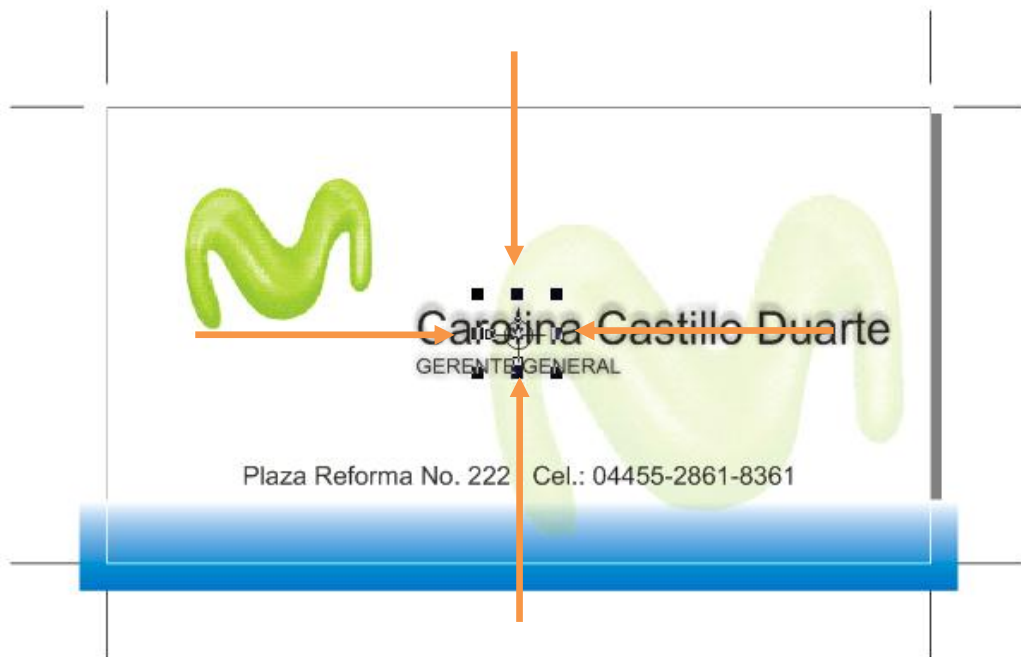 Carolina Castillo Duarte
GERENTE GENERAL
Plaza Reforma No. 222 Cel.: 04455-2861-8361